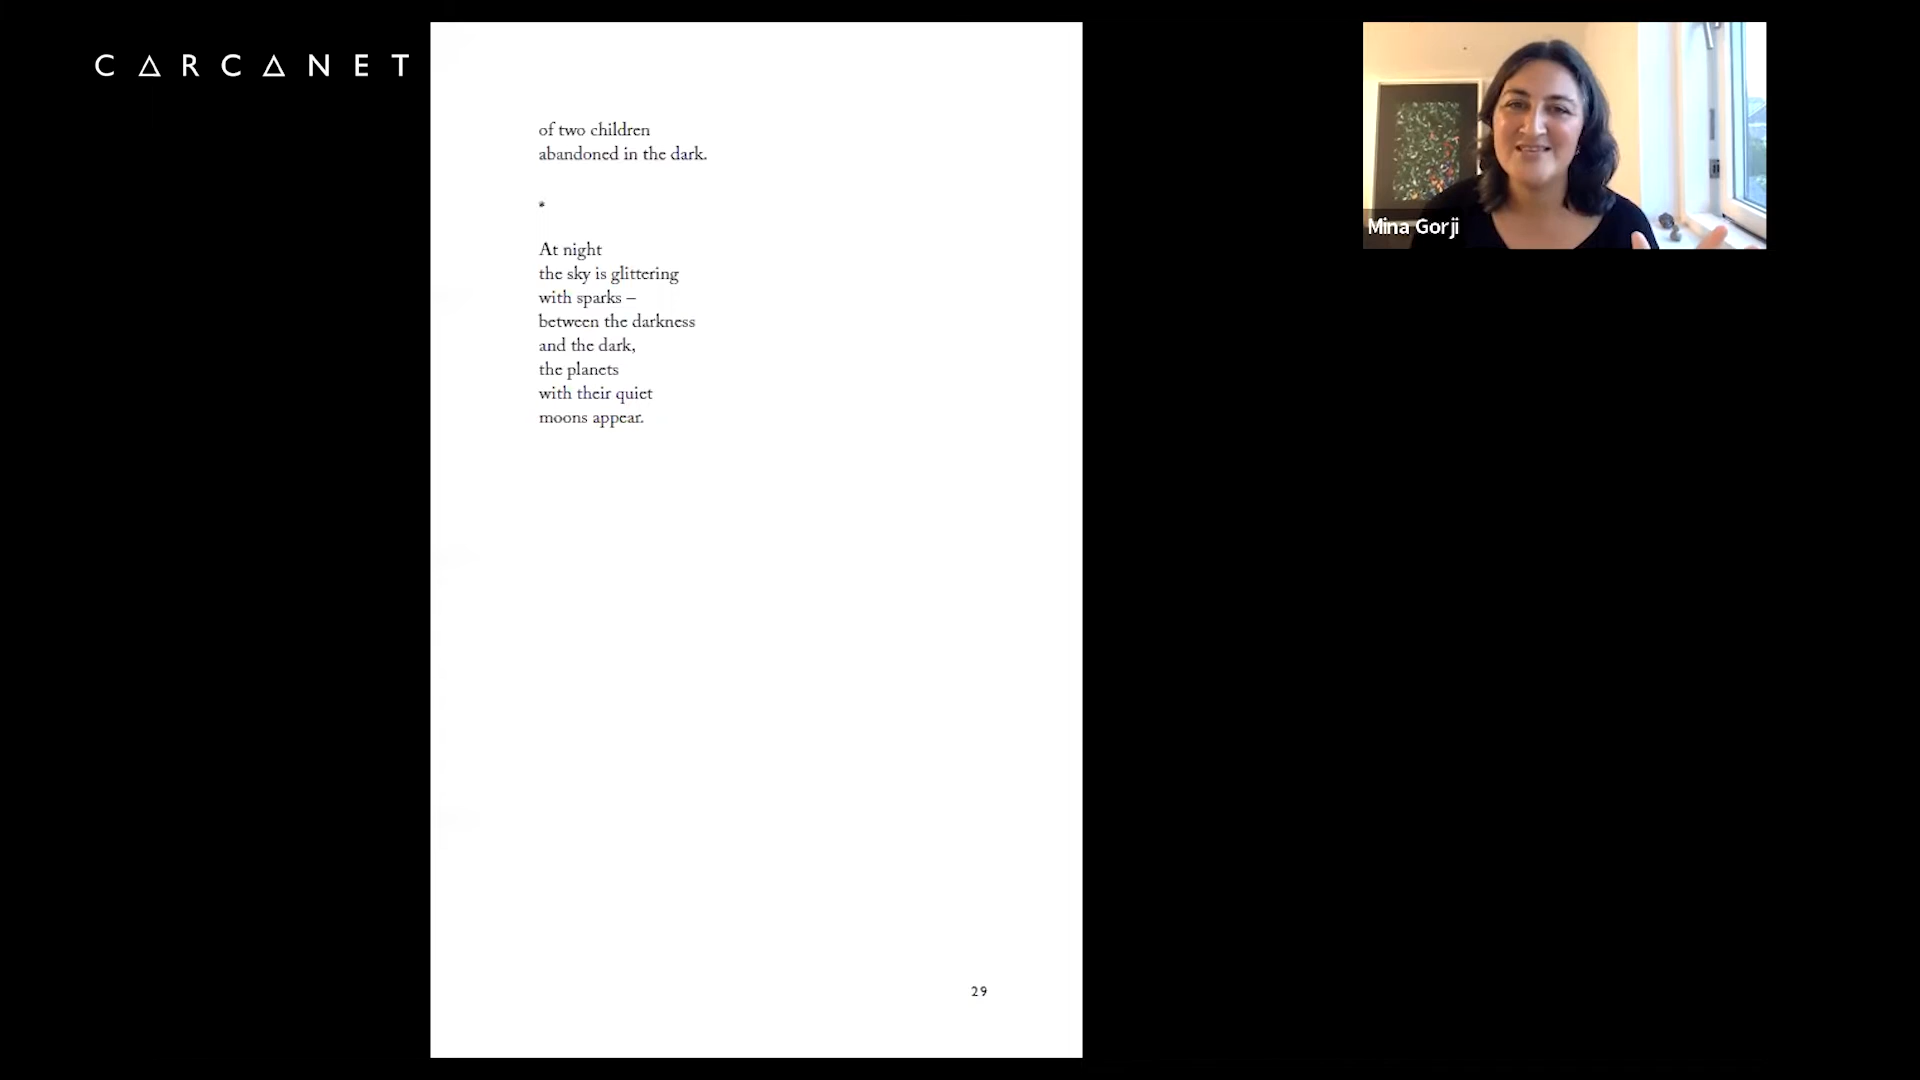 CARCANET
of two children
abandoned in the dark.
*
At night
the sky is glittering
with sparks –
between the darkness
and the dark,
the planets
with their quiet
moons appear.
29
Mina Gorji